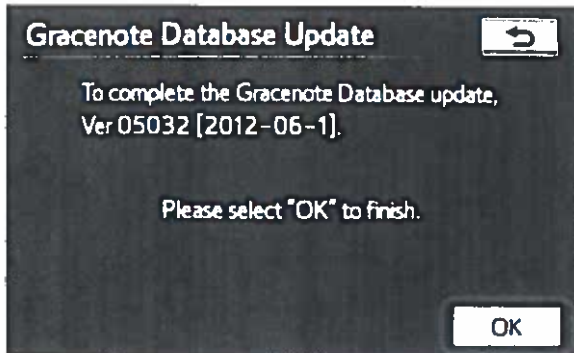 Gracenote Database Update
To complete the Gracenote Database update,
Ver 05032 [2012-06-1].
Please select "OK" to finish.
OK